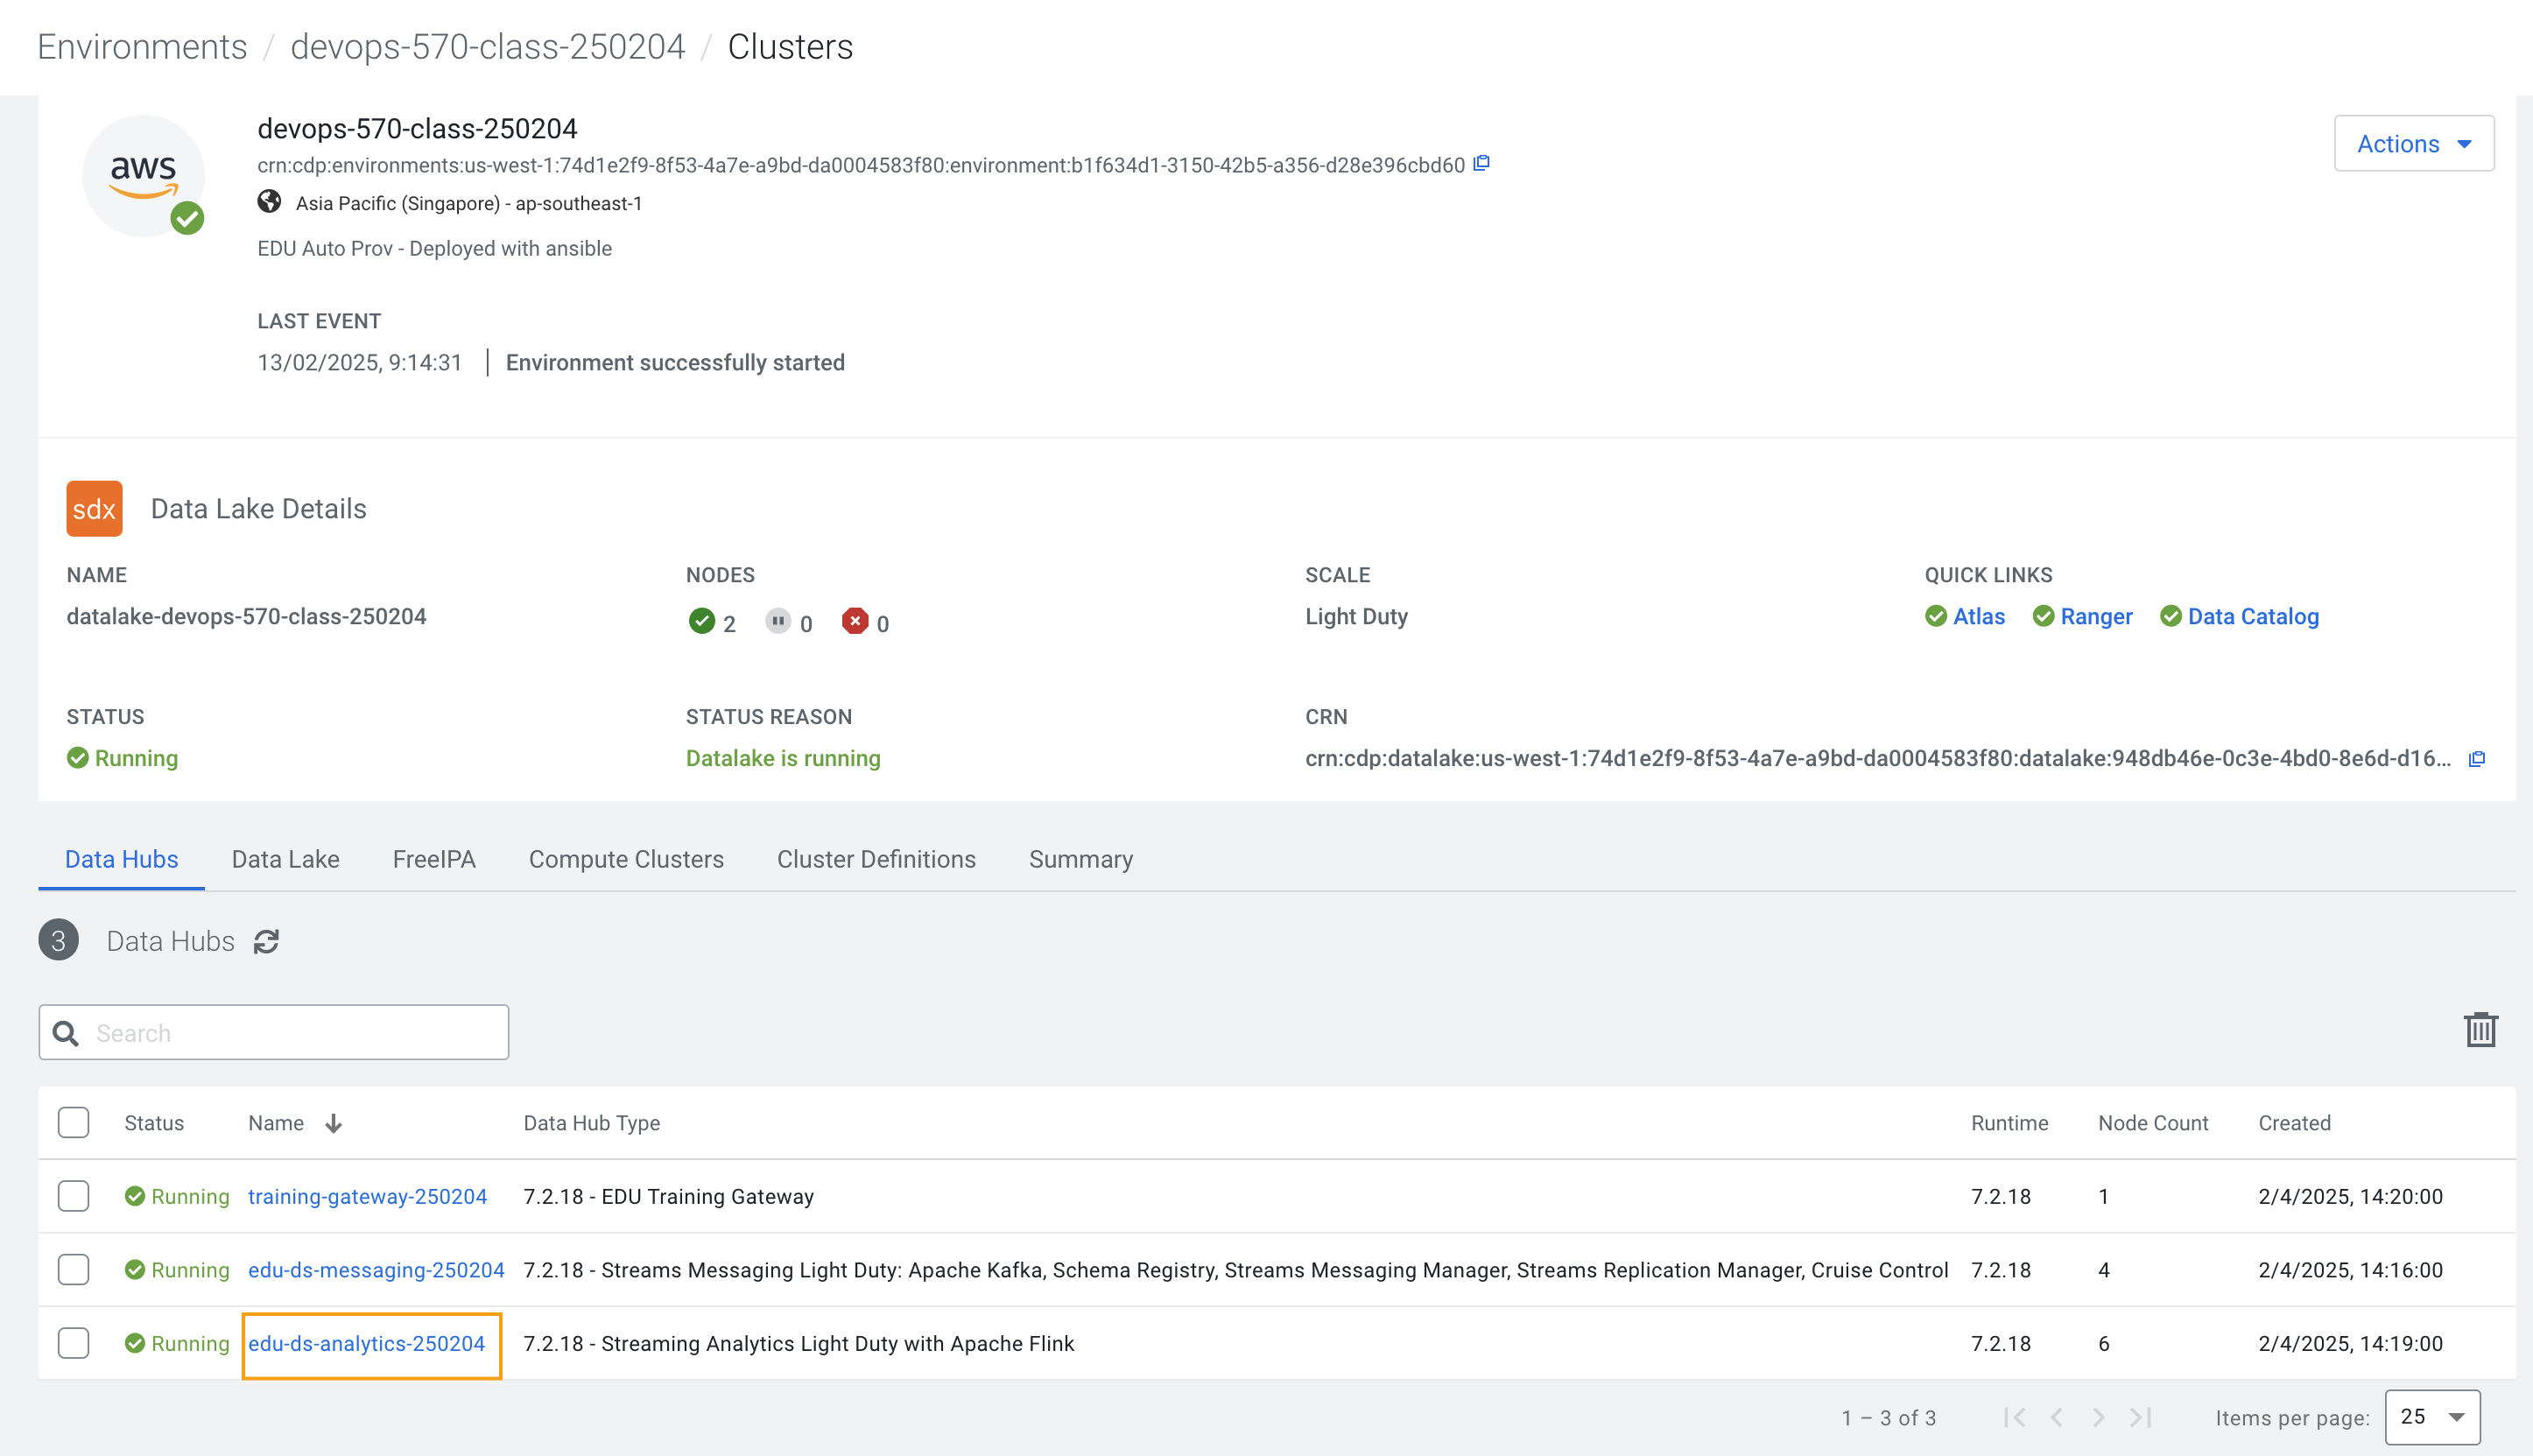 Environments / devops-570-class-250204 / Clusters
aws
devops-570-class-250204
crn:cdp:environments:us-west-1:74d1e2f9-8f53-4a7e-a9bd-da0004583f80:environment:b1f634d1-3150-42b5-a356-d28e396cbd60
Asia Pacific (Singapore) - ap-southeast-1
EDU Auto Prov - Deployed with ansible
Actions
LAST EVENT
13/02/2025, 9:14:31 | Environment successfully started
sdx Data Lake Details
NAME NODES SCALE QUICK LINKS
datalake-devops-570-class-250204 2 0 0 Light Duty Atlas Ranger Data Catalog
STATUS STATUS REASON CRN
Running Datalake is running crn:cdp:datalake:us-west-1:74d1e2f9-8f53-4a7e-a9bd-da0004583f80:datalake:948db46e-0c3e-4bd0-8e6d-d16...
Data Hubs Data Lake FreeIPA Compute Clusters Cluster Definitions Summary
3 Data Hubs
Search
Status Name Data Hub Type Runtime Node Count Created
Running training-gateway-250204 7.2.18 - EDU Training Gateway 7.2.18 1 2/4/2025, 14:20:00
Running edu-ds-messaging-250204 7.2.18 - Streams Messaging Light Duty: Apache Kafka, Schema Registry, Streams Messaging Manager, Streams Replication Manager, Cruise Control 7.2.18 4 2/4/2025, 14:16:00
Running edu-ds-analytics-250204 7.2.18 - Streaming Analytics Light Duty with Apache Flink 7.2.18 6 2/4/2025, 14:19:00
1 – 3 of 3 Items per page: 25